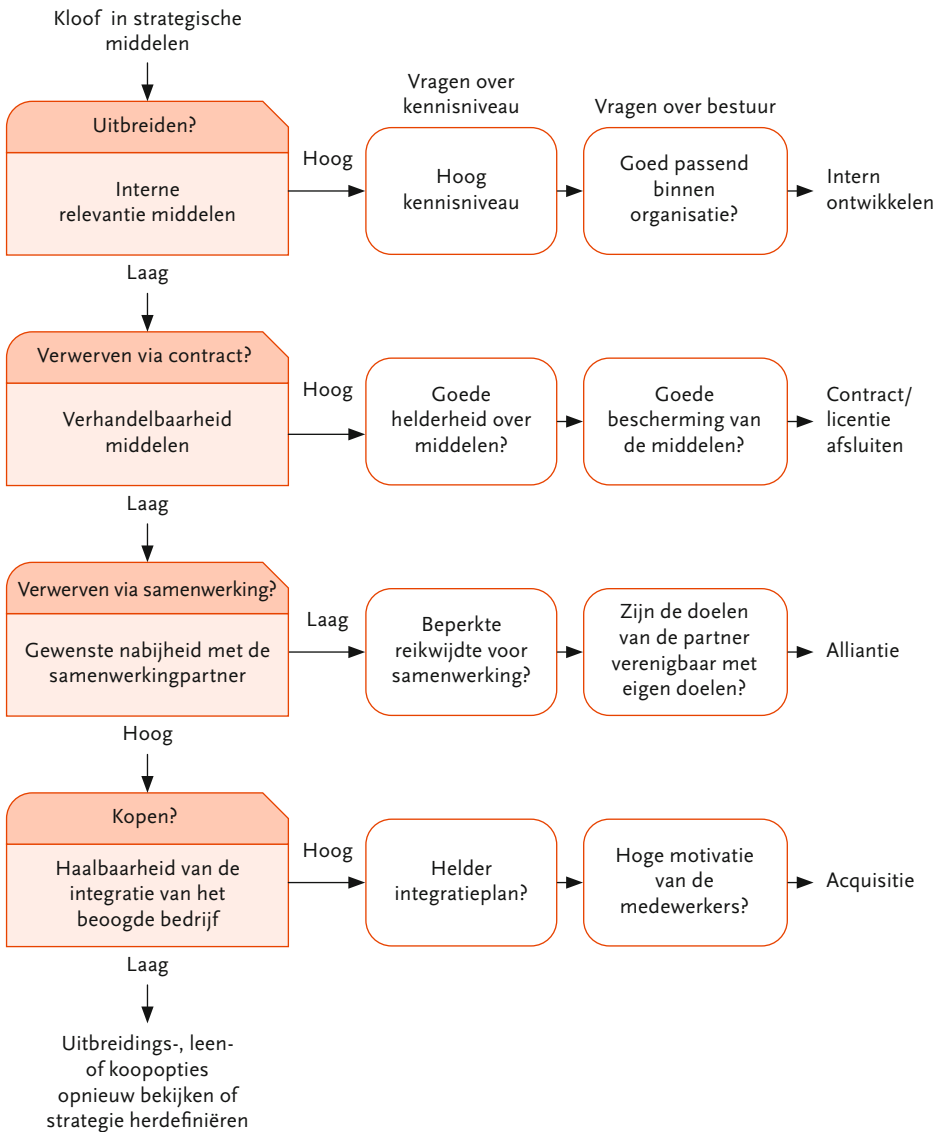 Kloof in strategische
middelen
Vragen over
kennisniveau
Vragen over bestuur
Uitbreiden?
Interne
relevantie middelen
Hoog
Hoog
kennisniveau
Goed passend
binnen
organisatie?
Intern
ontwikkelen
Laag
Verwerven via contract?
Verhandelbaarheid
middelen
Hoog
Goede
helderheid over
middelen?
Goede
bescherming van
de middelen?
Contract/
licentie
afsluiten
Laag
Verwerven via samenwerking?
Gewenste nabijheid met de
samenwerkingpartner
Laag
Beperkte
reikwijdte voor
samenwerking?
Zijn de doelen
van de partner
verenigbaar met
eigen doelen?
Alliantie
Hoog
Kopen?
Haalbaarheid van de
integratie van het
beoogde bedrijf
Hoog
Helder
integratieplan?
Hoge motivatie
van de
medewerkers?
Acquisitie
Laag
Uitbreidings-, leen-
of koopopties
opnieuw bekijken of
strategie herdefiniëren